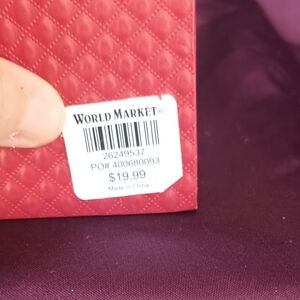 WORLD MARKET®
26249537
PO# 400680093
$19.99
Made in China